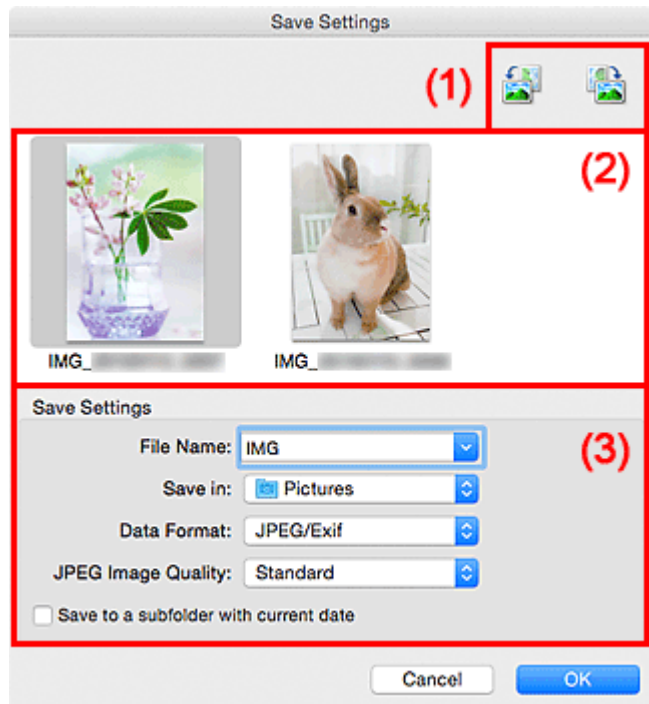 Save Settings
(1)
(2)
IMG_
IMG_
Save Settings
(3)
File Name: IMG
Save in: Pictures
Data Format: JPEG/Exif
JPEG Image Quality: Standard
Save to a subfolder with current date
Cancel OK